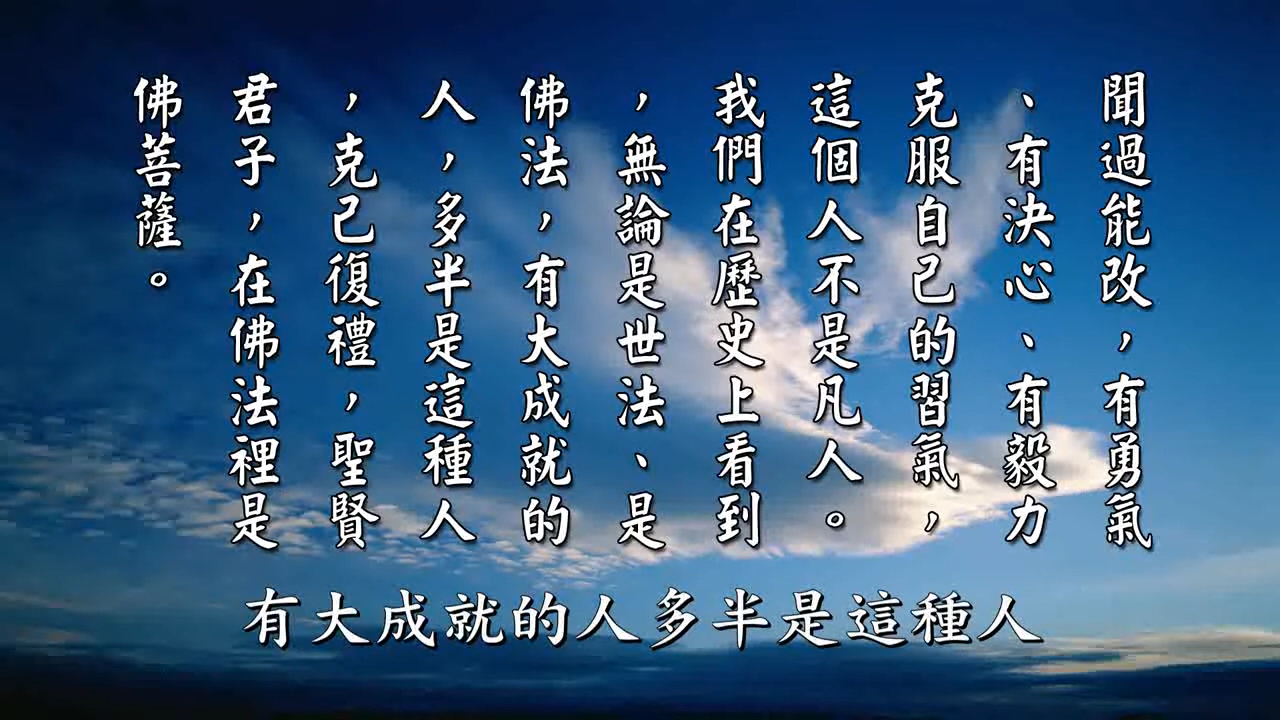 聞過能改，有勇氣
、有決心、有毅力
克服自己的習氣，
這個人不是凡人。
我們在歷史上看到
，無論是世法、是
佛法，有大成就的
人，多半是這種人
，克己復禮，聖賢
君子，在佛法裡是
佛菩薩。
有大成就的人多半是這種人